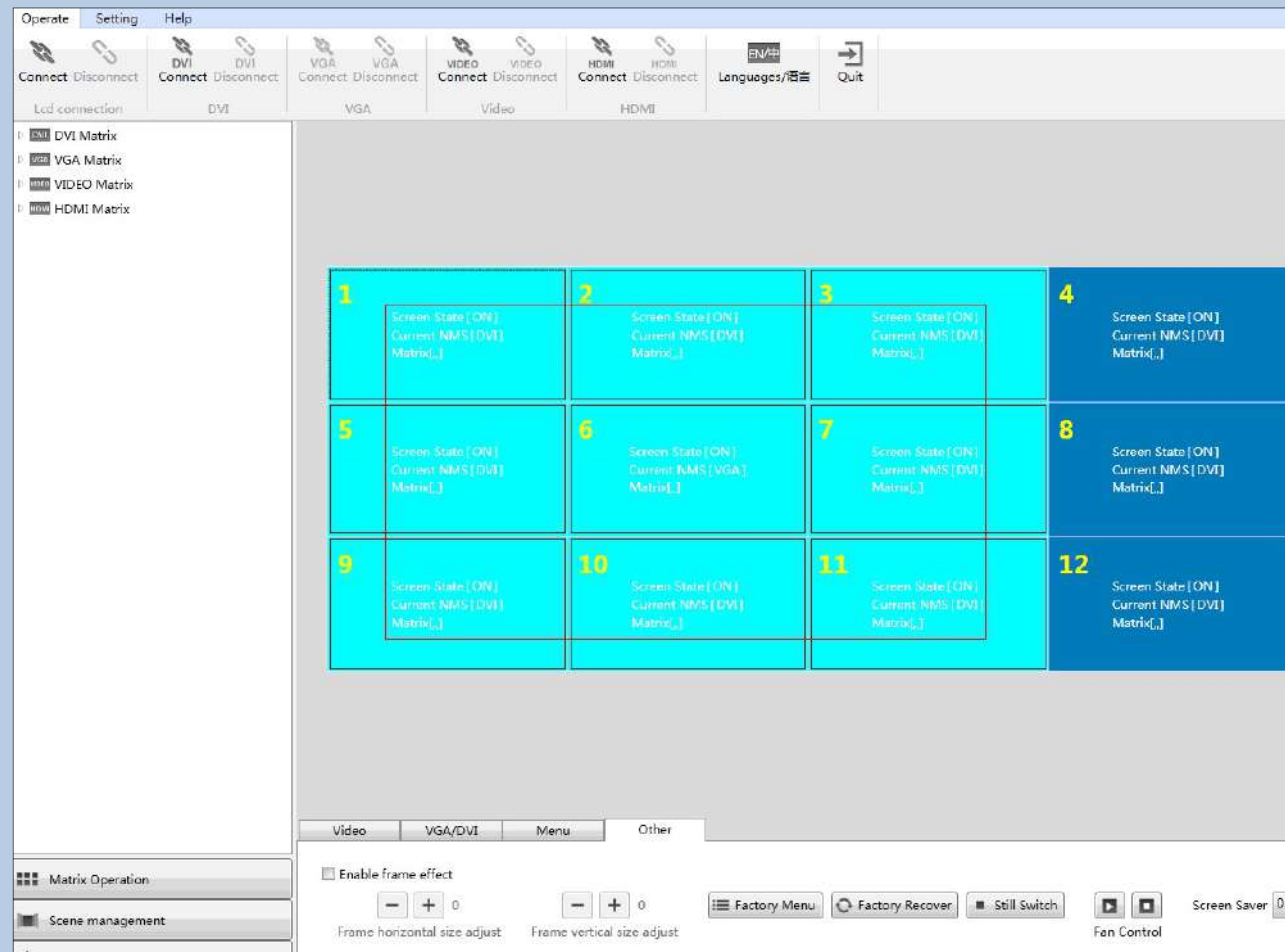 Operate Setting Help
DVI DVI VGA VGA VIDEO VIDEO HDMI HDMI EN/中
Connect Disconnect Connect Disconnect Connect Disconnect Connect Disconnect Connect Disconnect Languages/语言 Quit
Lcd connection DVI VGA Video HDMI
DVI DVI Matrix
VGA VGA Matrix
VIDEO VIDEO Matrix
HDMI HDMI Matrix
1 2 3 4
Screen State[ON] Screen State[ON] Screen State[ON] Screen State[ON]
Current NMS[DVI] Current NMS[DVI] Current NMS[DVI] Current NMS[DVI]
Matrix[,,] Matrix[,,] Matrix[,,] Matrix[,,]
5 6 7 8
Screen State[ON] Screen State[ON] Screen State[ON] Screen State[ON]
Current NMS[DVI] Current NMS[VGA] Current NMS[DVI] Current NMS[DVI]
Matrix[,,] Matrix[,,] Matrix[,,] Matrix[,,]
9 10 11 12
Screen State[ON] Screen State[ON] Screen State[ON] Screen State[ON]
Current NMS[DVI] Current NMS[DVI] Current NMS[DVI] Current NMS[DVI]
Matrix[,,] Matrix[,,] Matrix[,,] Matrix[,,]
Video VGA/DVI Menu Other
Enable frame effect
Matrix Operation
0 0 Factory Menu Factory Recover Still Switch Screen Saver 0
Scene management
Frame horizontal size adjust Frame vertical size adjust Fan Control